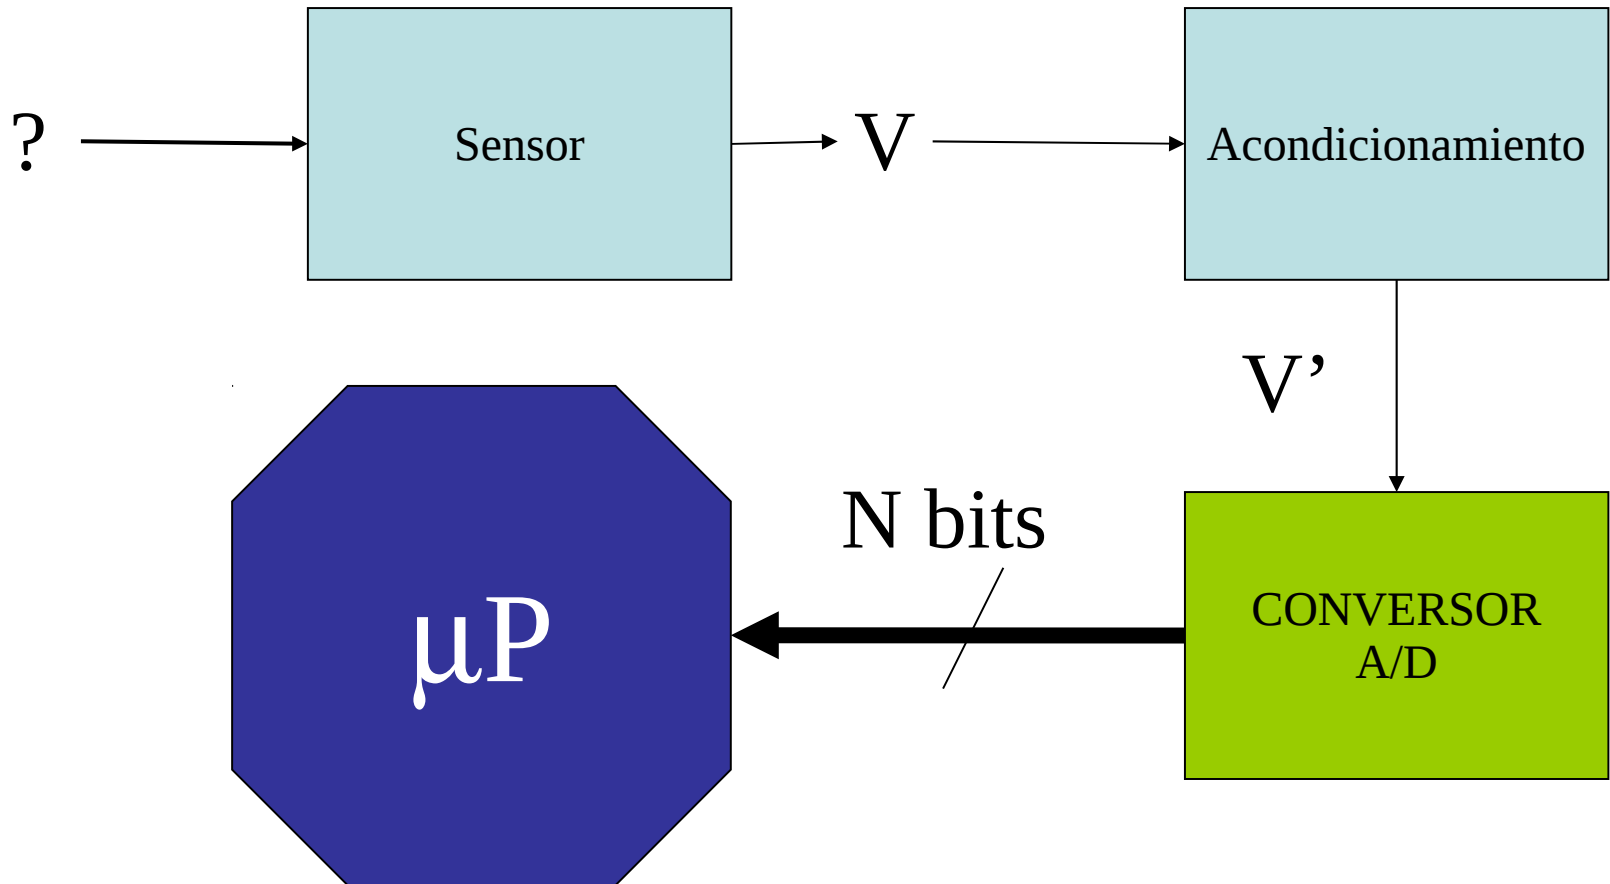 ?
Sensor
V
Acondicionamiento
V’
N bits
μP
CONVERSOR
A/D